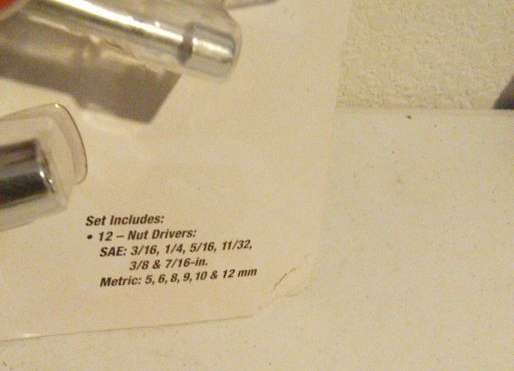 Set Includes:
• 12 – Nut Drivers:
SAE: 3/16, 1/4, 5/16, 11/32,
3/8 & 7/16-in.
Metric: 5, 6, 8, 9, 10 & 12 mm